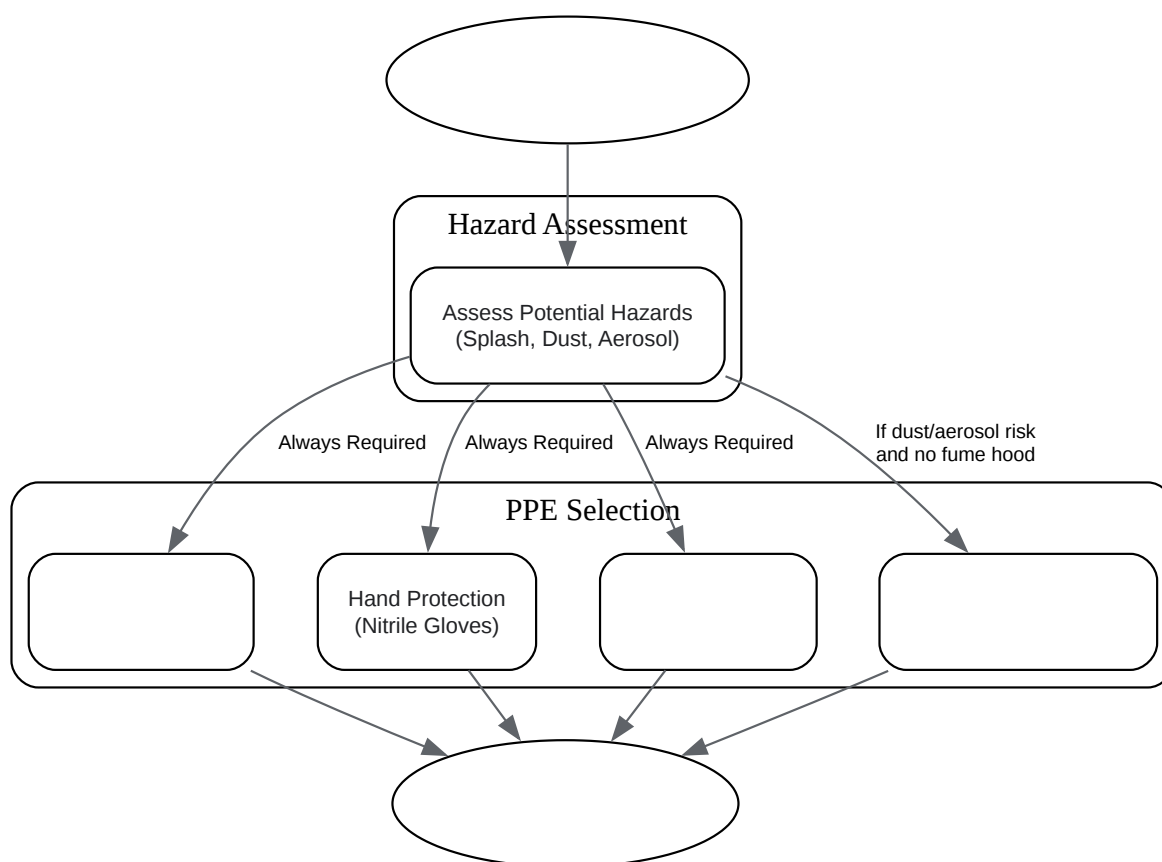 Hazard Assessment
Assess Potential Hazards
(Splash, Dust, Aerosol)
Always Required
Always Required
Always Required
If dust/aerosol risk
and no fume hood
PPE Selection
Hand Protection
(Nitrile Gloves)